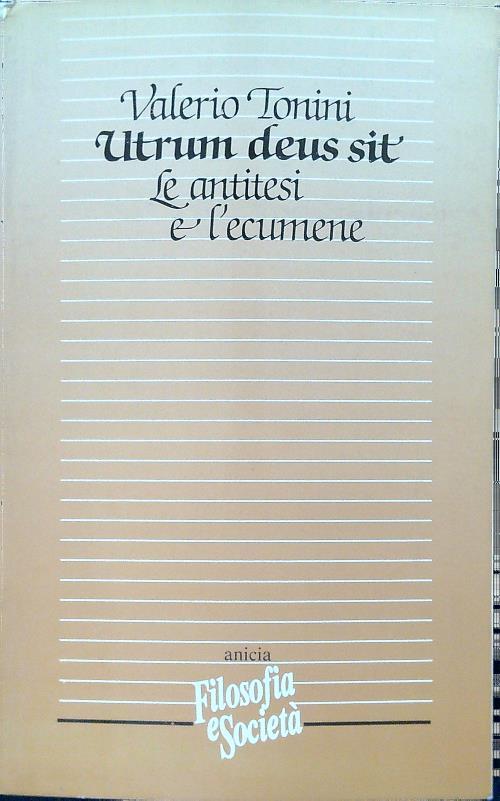 Valerio Tonini
Utrum deus sit
Le antitesi
e l'ecumene
anicia
Filosofia
e Società